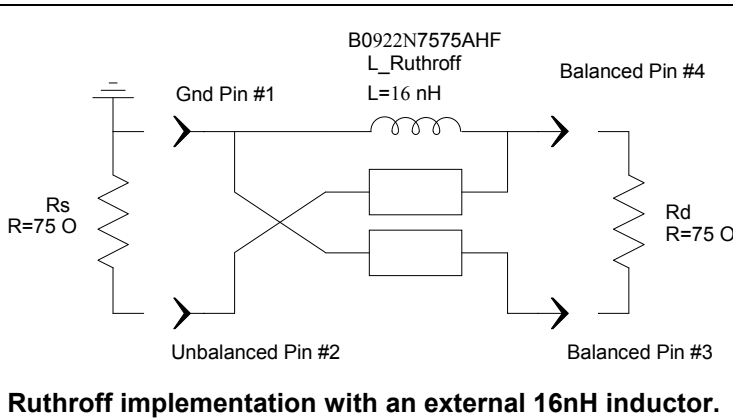 B0922N7575AHF
L_Ruthroff
L=16 nH
Balanced Pin #4
Gnd Pin #1
Rs
R=75 O
Rd
R=75 O
Unbalanced Pin #2
Balanced Pin #3
Ruthroff implementation with an external 16nH inductor.